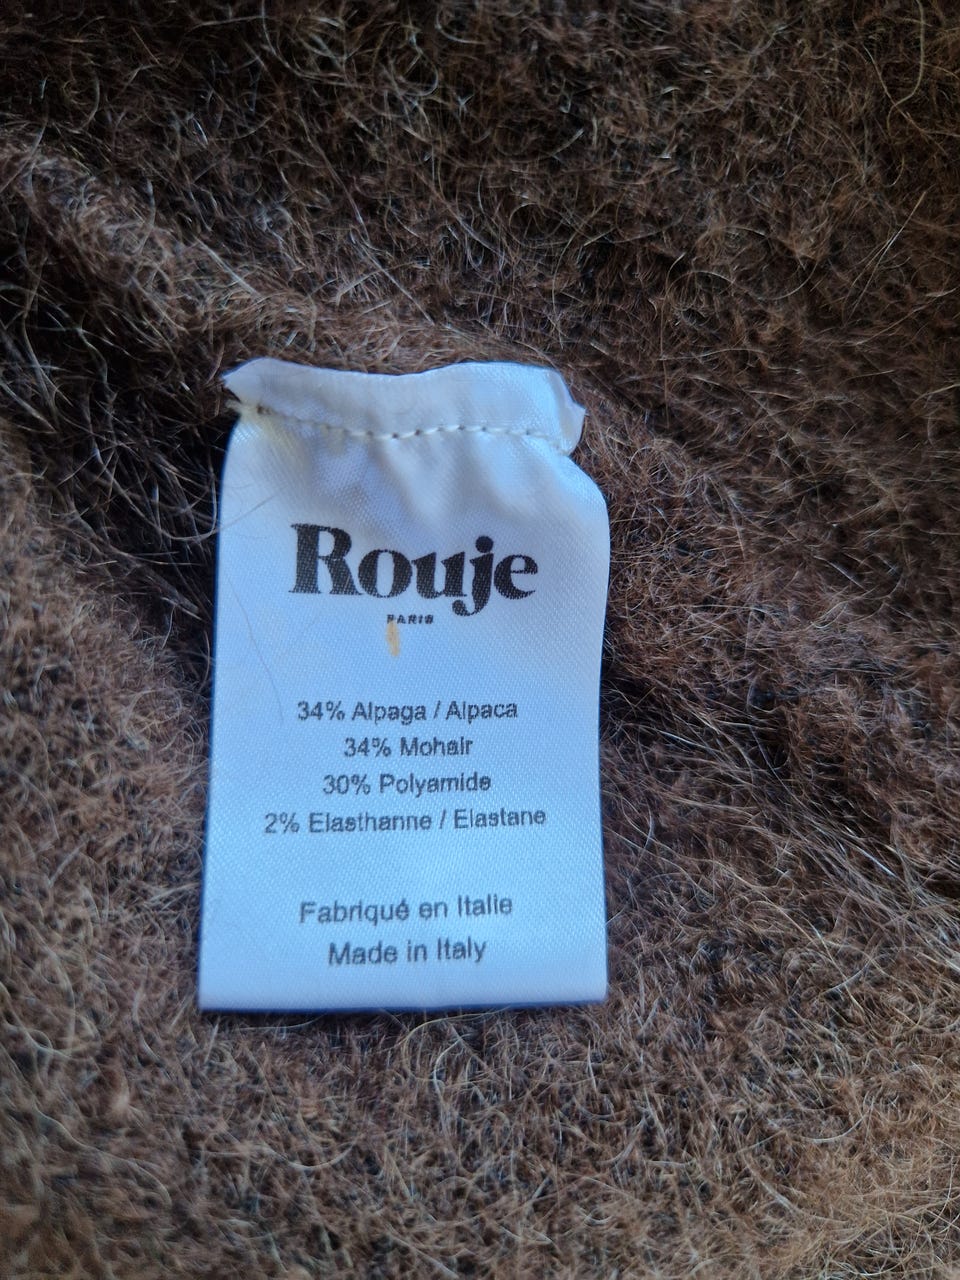 Rouje
PARIS
34% Alpaga / Alpaca
34% Mohair
30% Polyamide
2% Elasthanne / Elastane
Fabriqué en Italie
Made in Italy